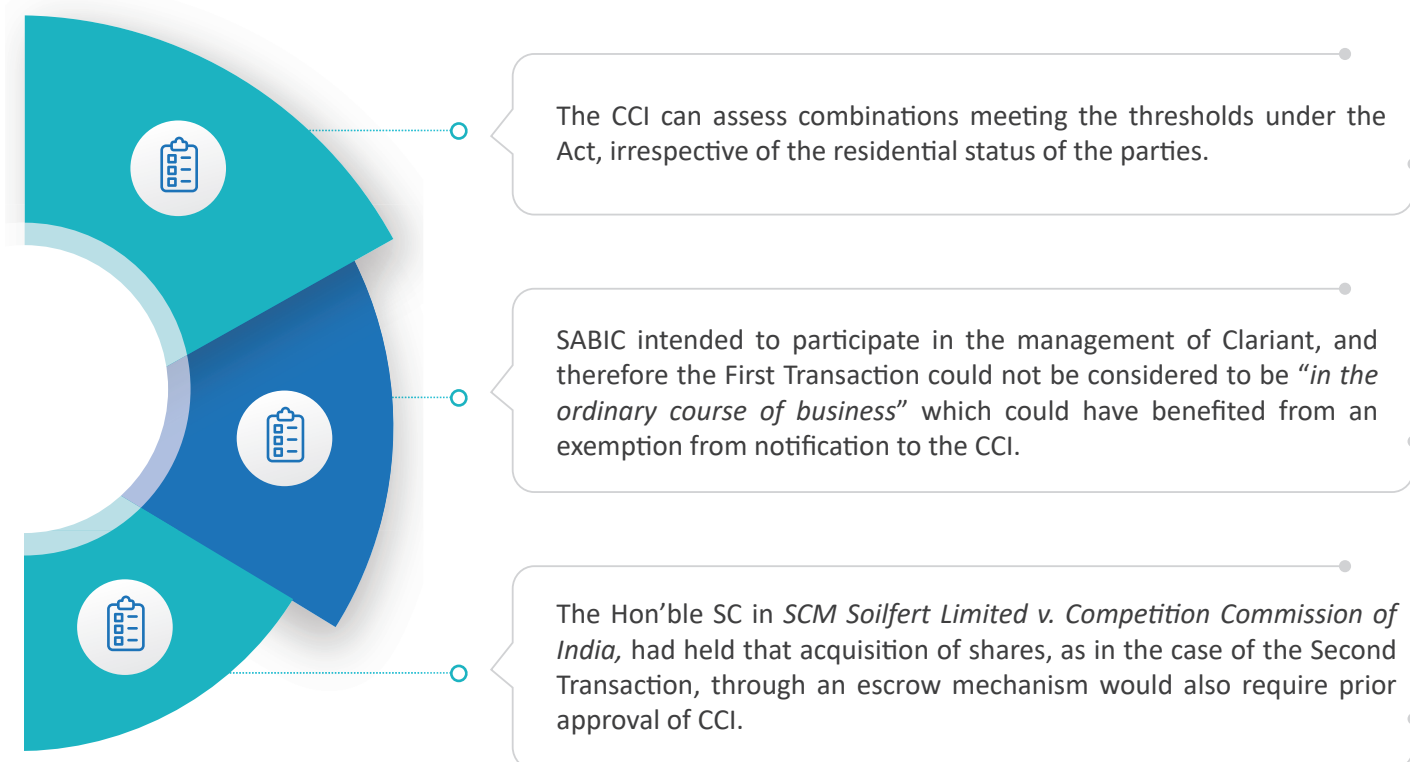 The CCI can assess combinations meeting the thresholds under the
Act, irrespective of the residential status of the parties.
SABIC intended to participate in the management of Clariant, and
therefore the First Transaction could not be considered to be “in the
ordinary course of business” which could have benefited from an
exemption from notification to the CCI.
The Hon’ble SC in SCM Soilfert Limited v. Competition Commission of
India, had held that acquisition of shares, as in the case of the Second
Transaction, through an escrow mechanism would also require prior
approval of CCI.